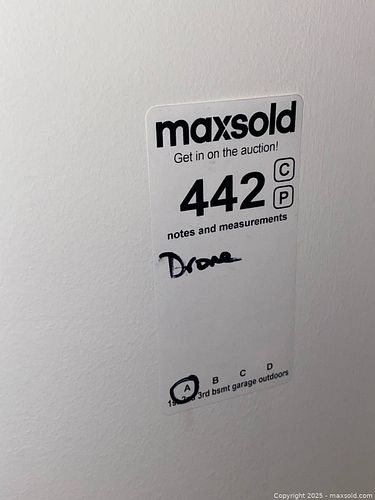 maxsold
Get in on the auction!
442 C
P
notes and measurements
Drone
A B C D
3rd bsmt garage outdoors
Copyright 2025 - maxsold.com